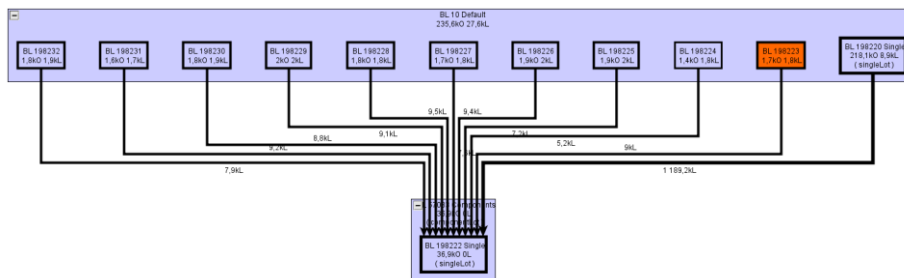 BL 10 Default
235,6kO 27,6kL
BL 198232
1,8kO 1,9kL
BL 198231
1,6kO 1,7kL
BL 198230
1,8kO 1,9kL
BL 198229
2kO 2kL
BL 198228
1,8kO 1,8kL
BL 198227
1,7kO 1,8kL
BL 198226
1,9kO 2kL
BL 198225
1,9kO 2kL
BL 198224
1,4kO 1,8kL
BL 198223
1,7kO 1,8kL
BL 198220 Single
218,1kO 8,9kL
( singleLot )
9,5kL
9,4kL
9,1kL
7,2kL
8,8kL
5,2kL
9,2kL
9kL
7,9kL
1.189,2kL
Components
BL 198222 Single
36,9kO 0L
( singleLot )